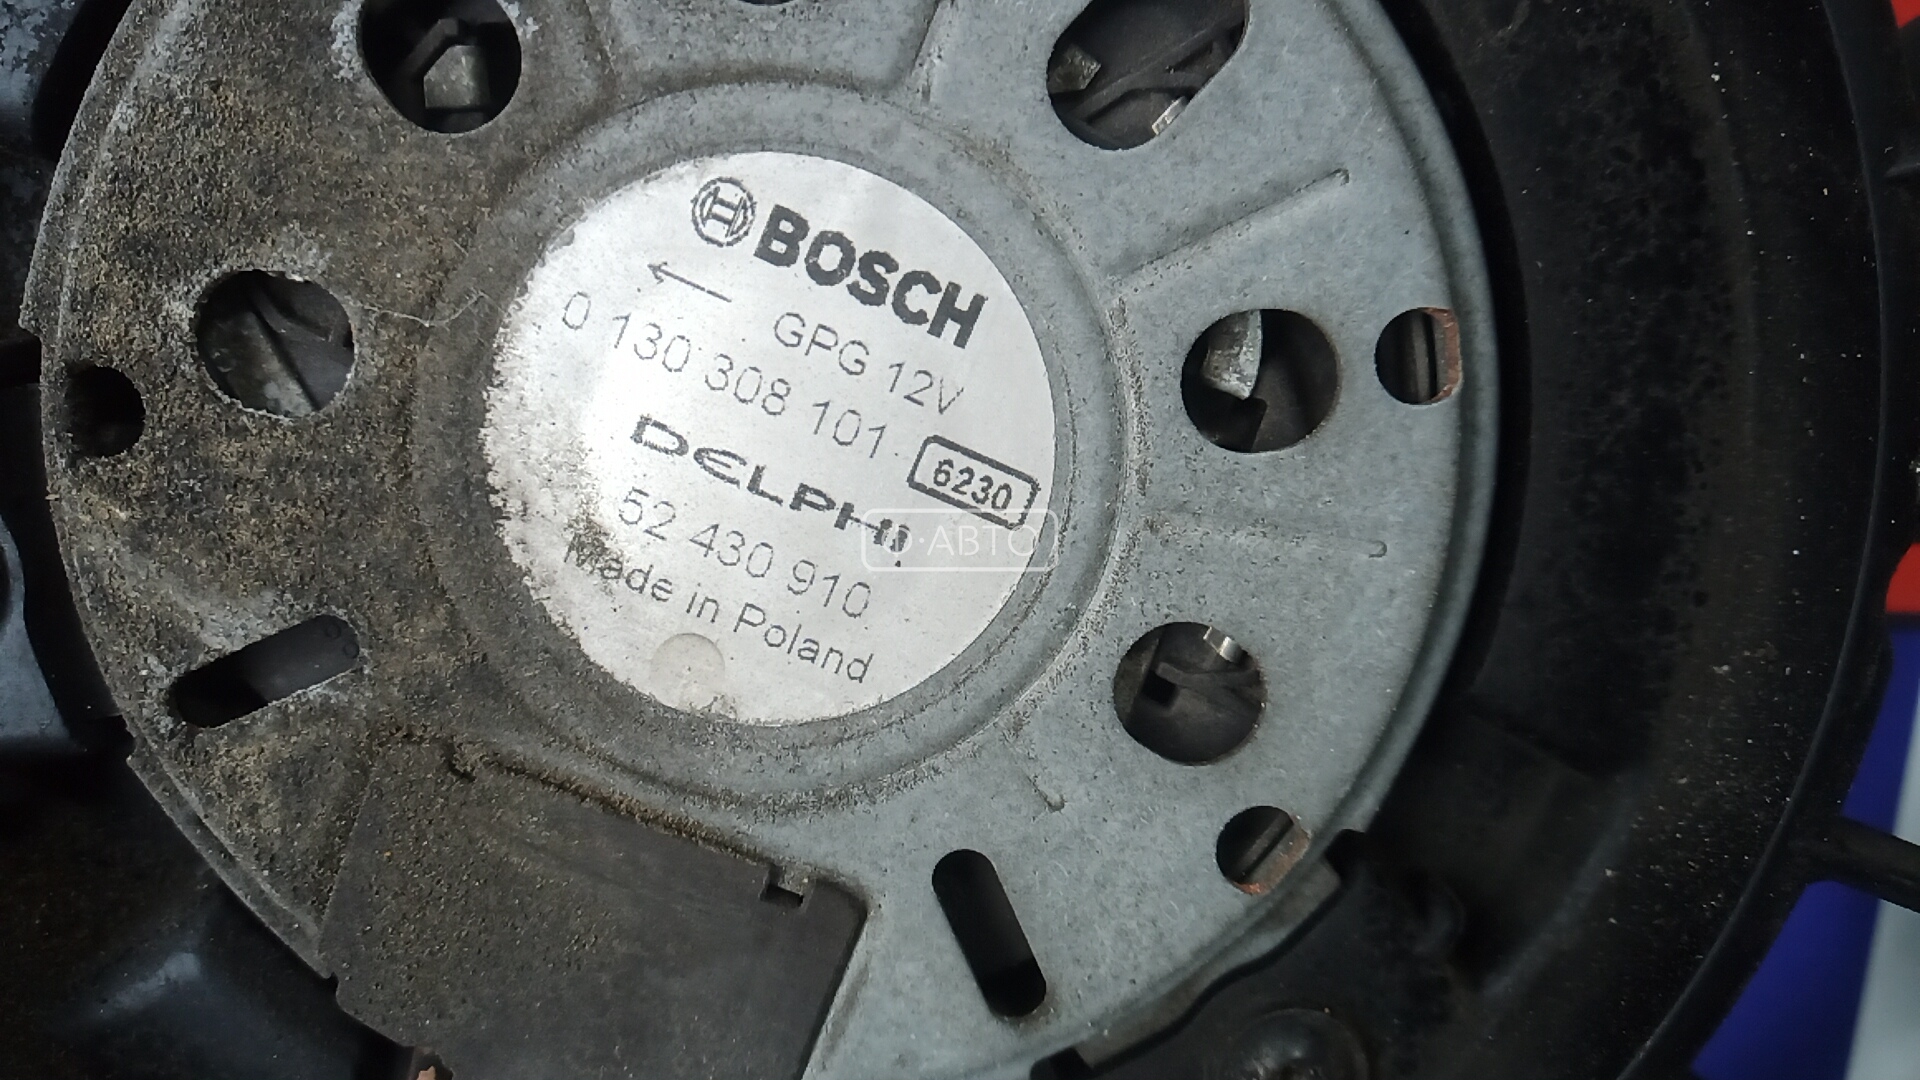 BOSCH
← GPG 12V
0 130 308 101
6230
DELPHI
52 430 910
Made in Poland
·АВТО